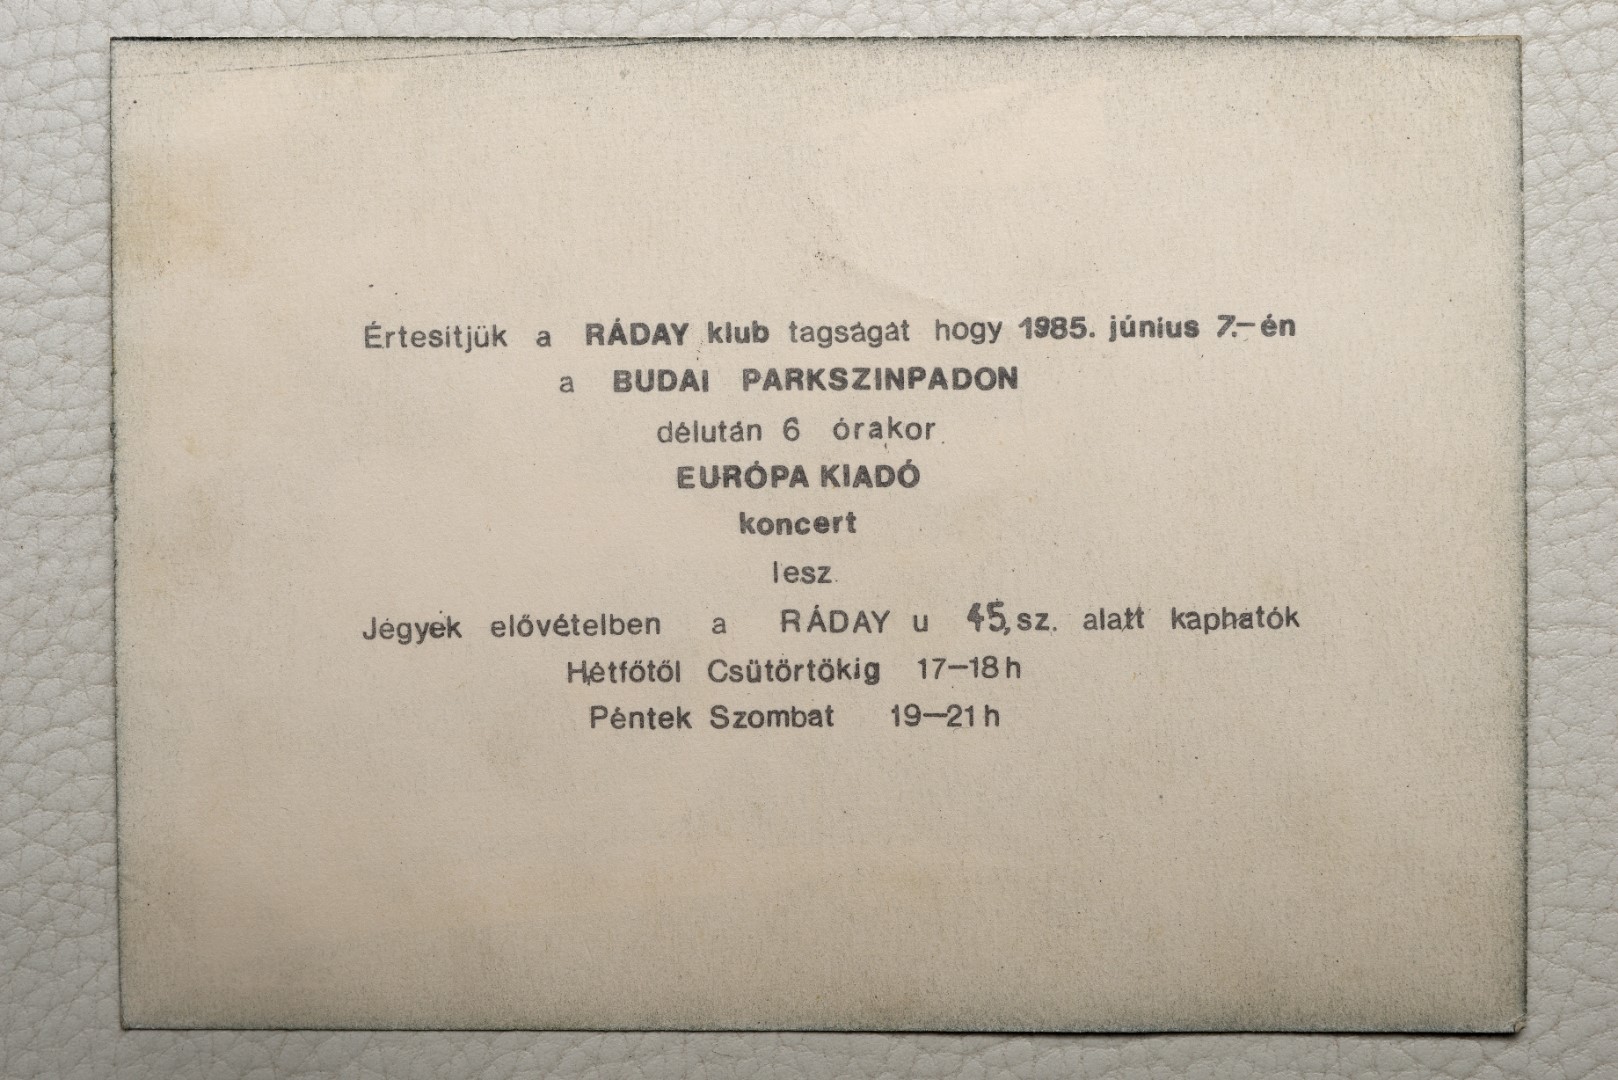 Értesitjük a RÁDAY klub tagságát hogy 1985. június 7.-én
a BUDAI PARKSZINPADON
délután 6 órakor
EURÓPA KIADÓ
koncert
lesz
Jegyek elővételben a RÁDAY u 45,sz. alatt kaphatók
Hétfőtől Csütörtökig 17-18h
Péntek Szombat 19-21h